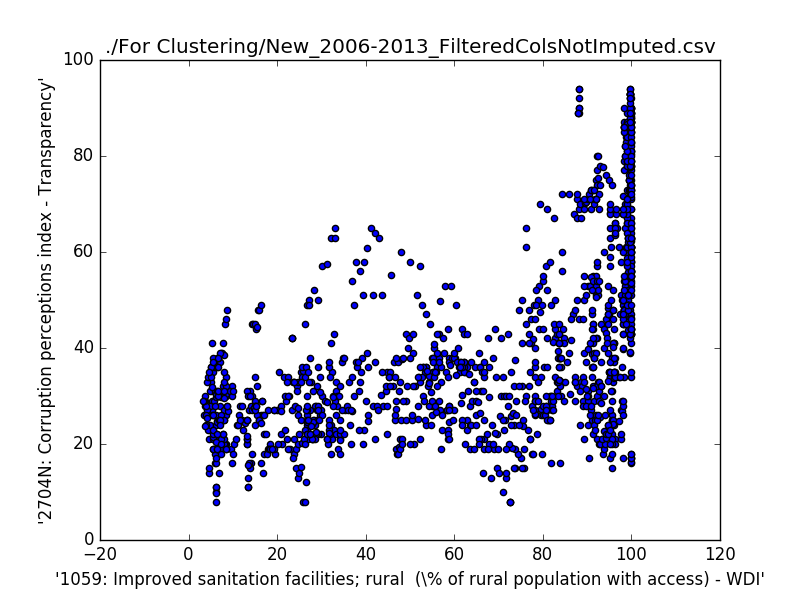 ./For Clustering/New_2006-2013_FilteredColsNotImputed.csv
'2704N: Corruption perceptions index - Transparency'
100
80
60
40
20
0
−20 0 20 40 60 80 100 120
'1059: Improved sanitation facilities; rural  (\% of rural population with access) - WDI'